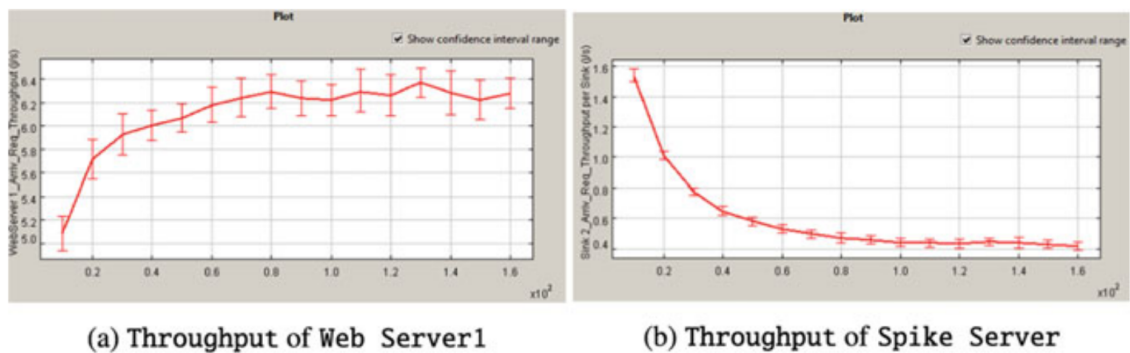 Plot
Show confidence interval range
WebServer 1_Arriv_Req_Throughput (j/s)
6.4
6.2
6.0
5.8
5.6
5.4
5.2
5.0
0.2 0.4 0.6 0.8 1.0 1.2 1.4 1.6
x10²
(a) Throughput of Web Server1
Plot
Show confidence interval range
Sink 2_Arriv_Req_Throughput per Sink (j/s)
1.6
1.4
1.2
1.0
0.8
0.6
0.4
0.2 0.4 0.6 0.8 1.0 1.2 1.4 1.6
x10²
(b) Throughput of Spike Server